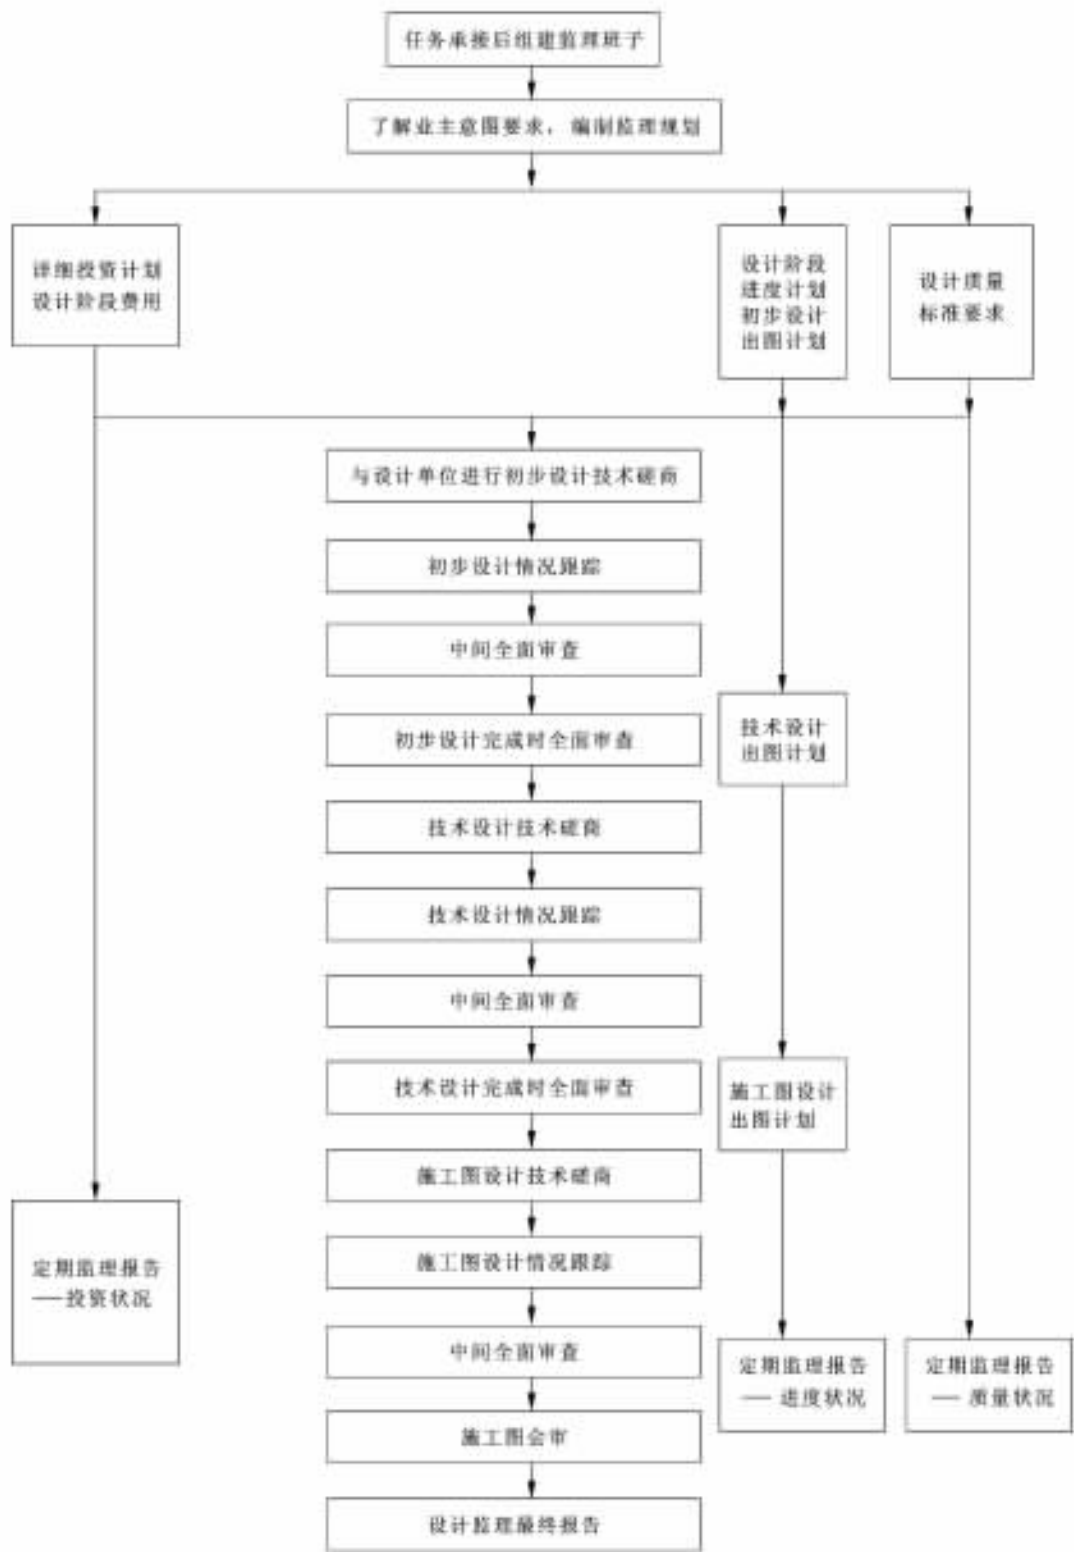 任务承接后组建监理班子
了解业主意图要求，编制监理规划
详细投资计划
设计阶段费用
设计阶段
进度计划
初步设计
出图计划
设计质量
标准要求
与设计单位进行初步设计技术磋商
初步设计情况跟踪
中间全面审查
初步设计完成时全面审查
技术设计
出图计划
技术设计技术磋商
技术设计情况跟踪
中间全面审查
技术设计完成时全面审查
施工图设计
出图计划
施工图设计技术磋商
施工图设计情况跟踪
定期监理报告
——投资状况
中间全面审查
定期监理报告
——进度状况
定期监理报告
——质量状况
施工图会审
设计监理最终报告